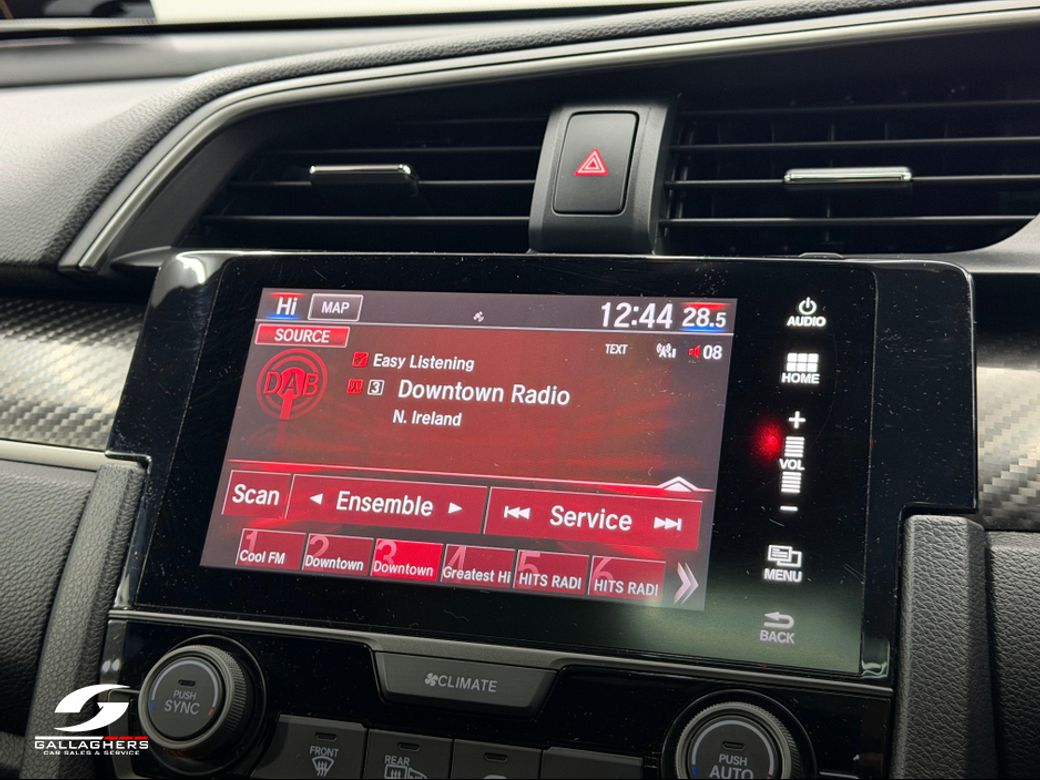 Hi MAP 12:44 28.5
SOURCE TEXT 08
DAB Easy Listening
3 Downtown Radio
N. Ireland
Scan Ensemble Service
1 Cool FM 2 Downtown 3 Downtown 4 Greatest Hi 5 HITS RADI 6 HITS RADI
AUDIO
HOME
+
VOL
−
MENU
BACK
CLIMATE
PUSH
SYNC
FRONT
REAR
PUSH
AUTO
GALLAGHERS
CAR SALES & SERVICE